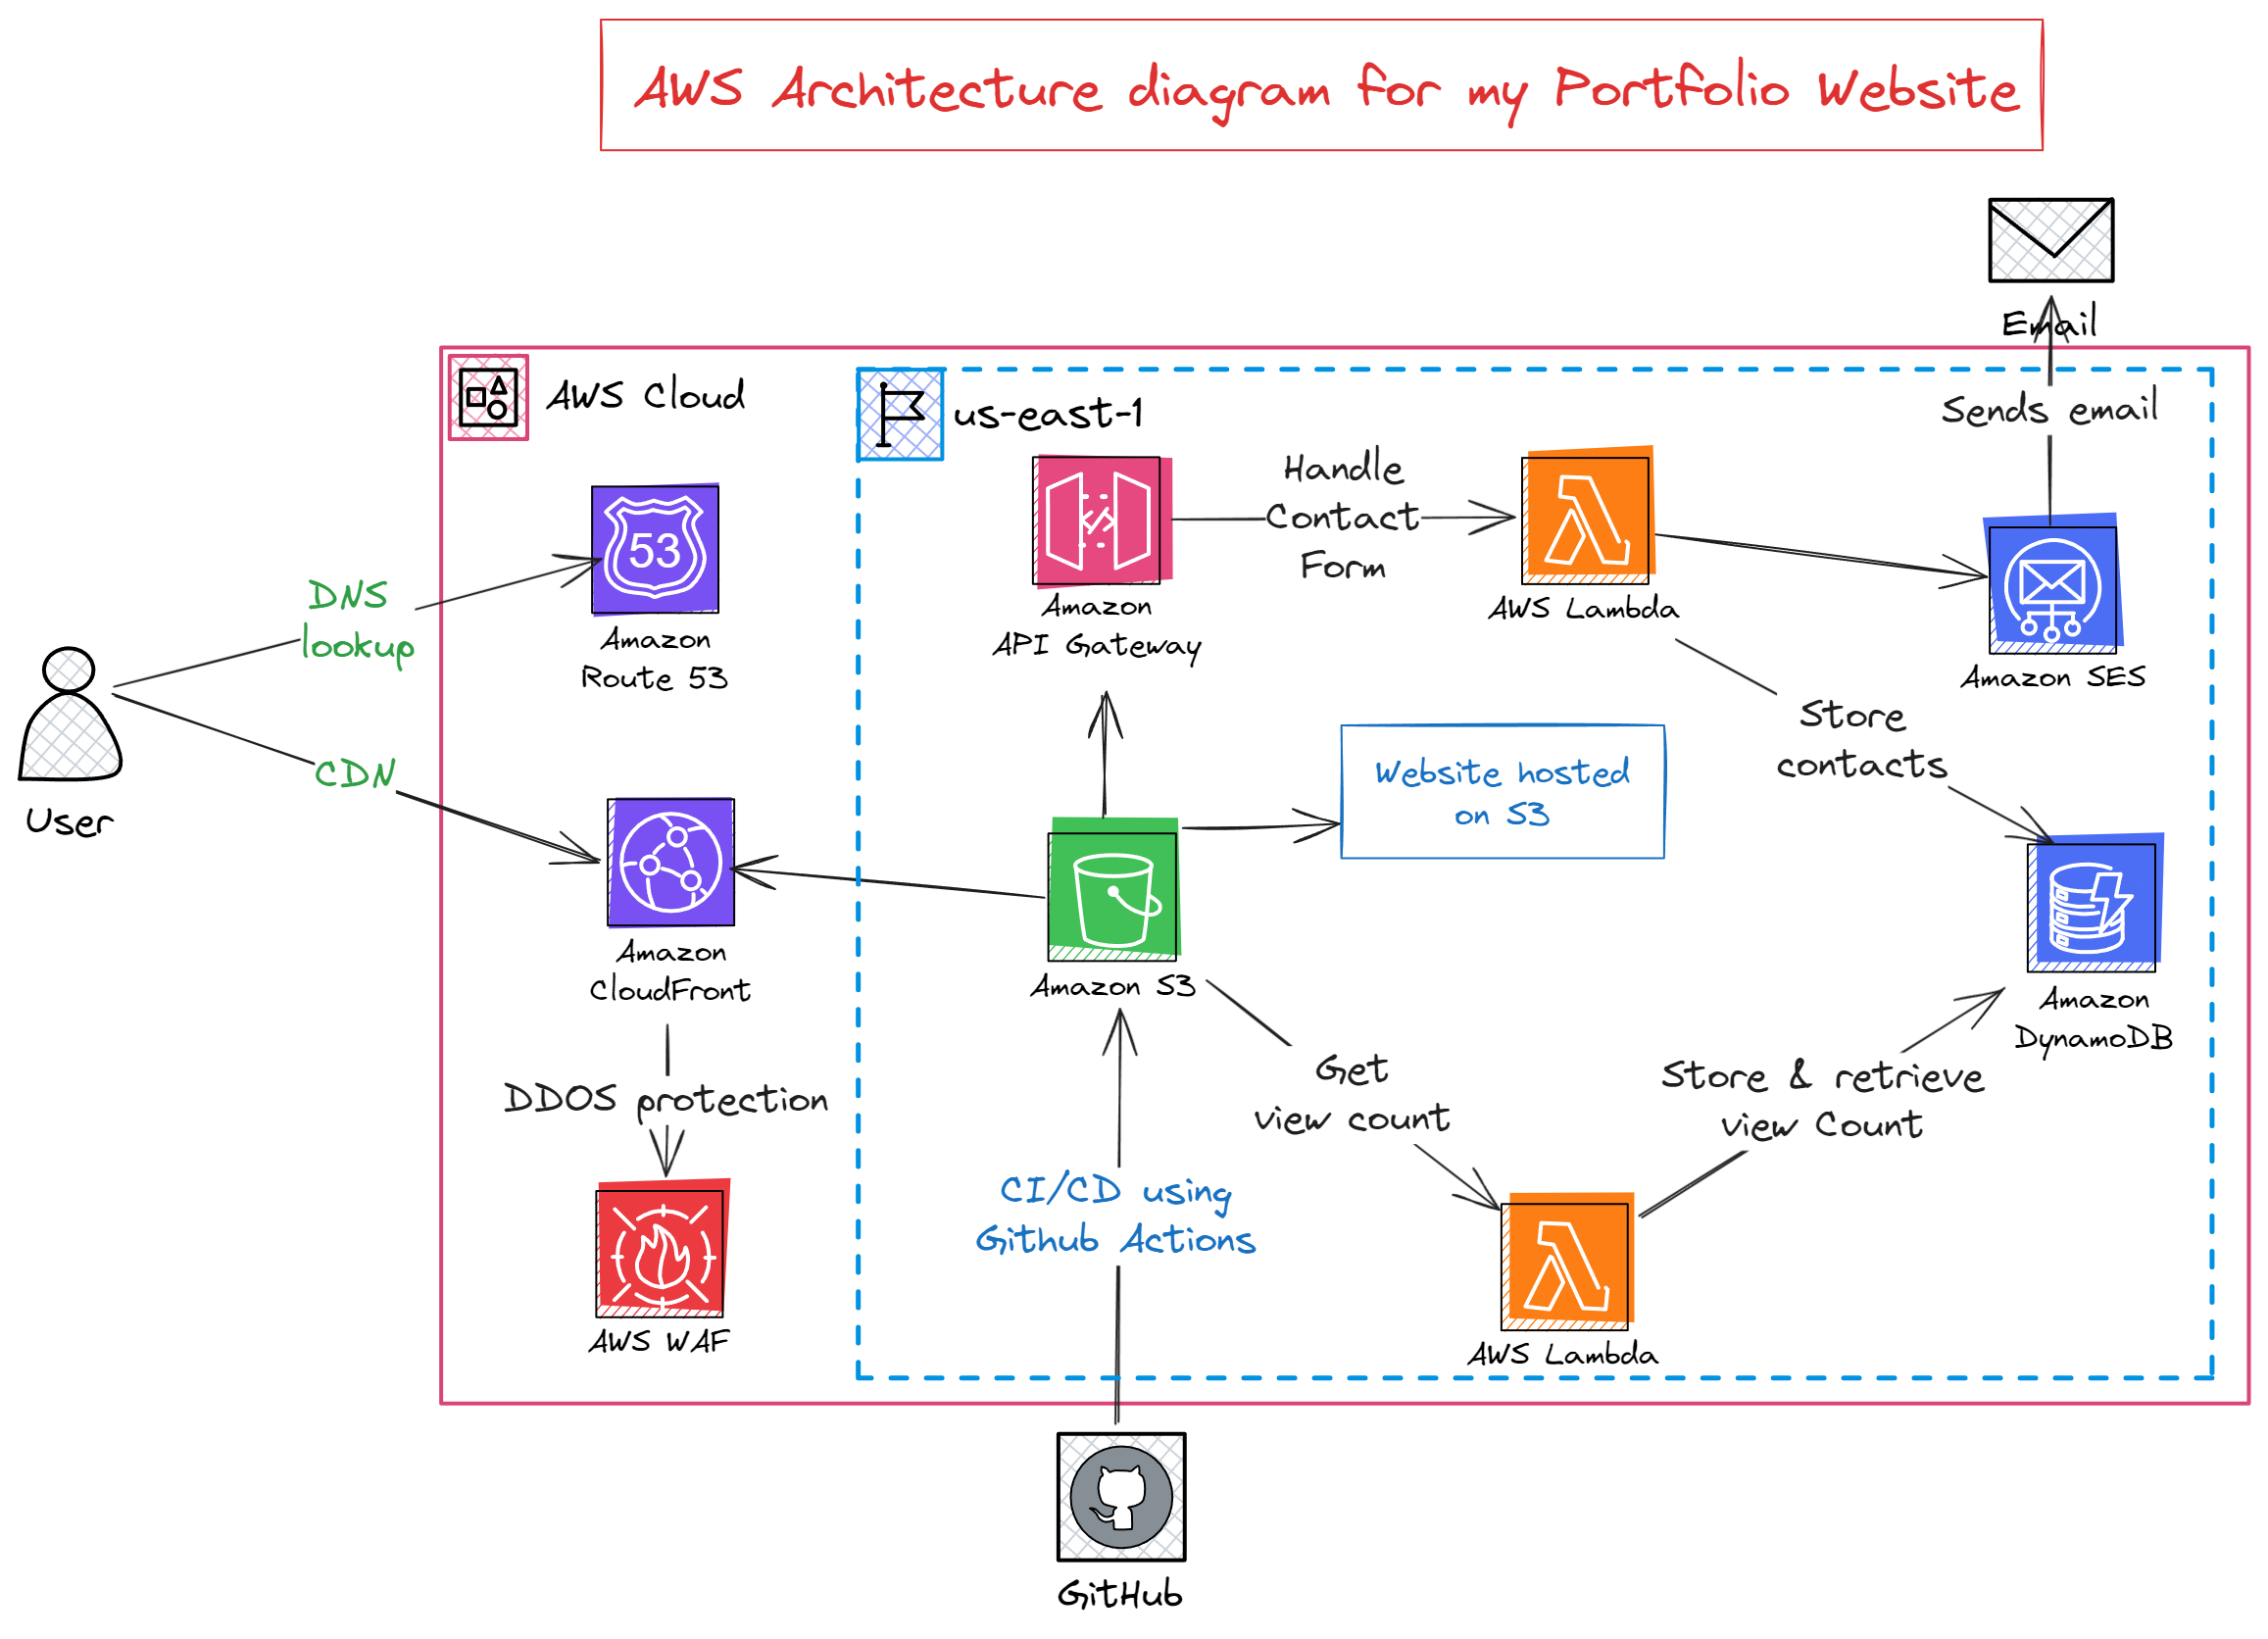 AWS Architecture diagram for my Portfolio Website
Email
AWS Cloud
us-east-1
Sends email
Handle
Contact
Form
53
DNS
lookup
Amazon
Route 53
Amazon
API Gateway
AWS Lambda
Amazon SES
User
CDN
Store
contacts
Website hosted
on S3
Amazon
CloudFront
Amazon S3
Amazon
DynamoDB
DDOS protection
Get
view count
Store & retrieve
view Count
CI/CD using
Github Actions
AWS WAF
AWS Lambda
GitHub